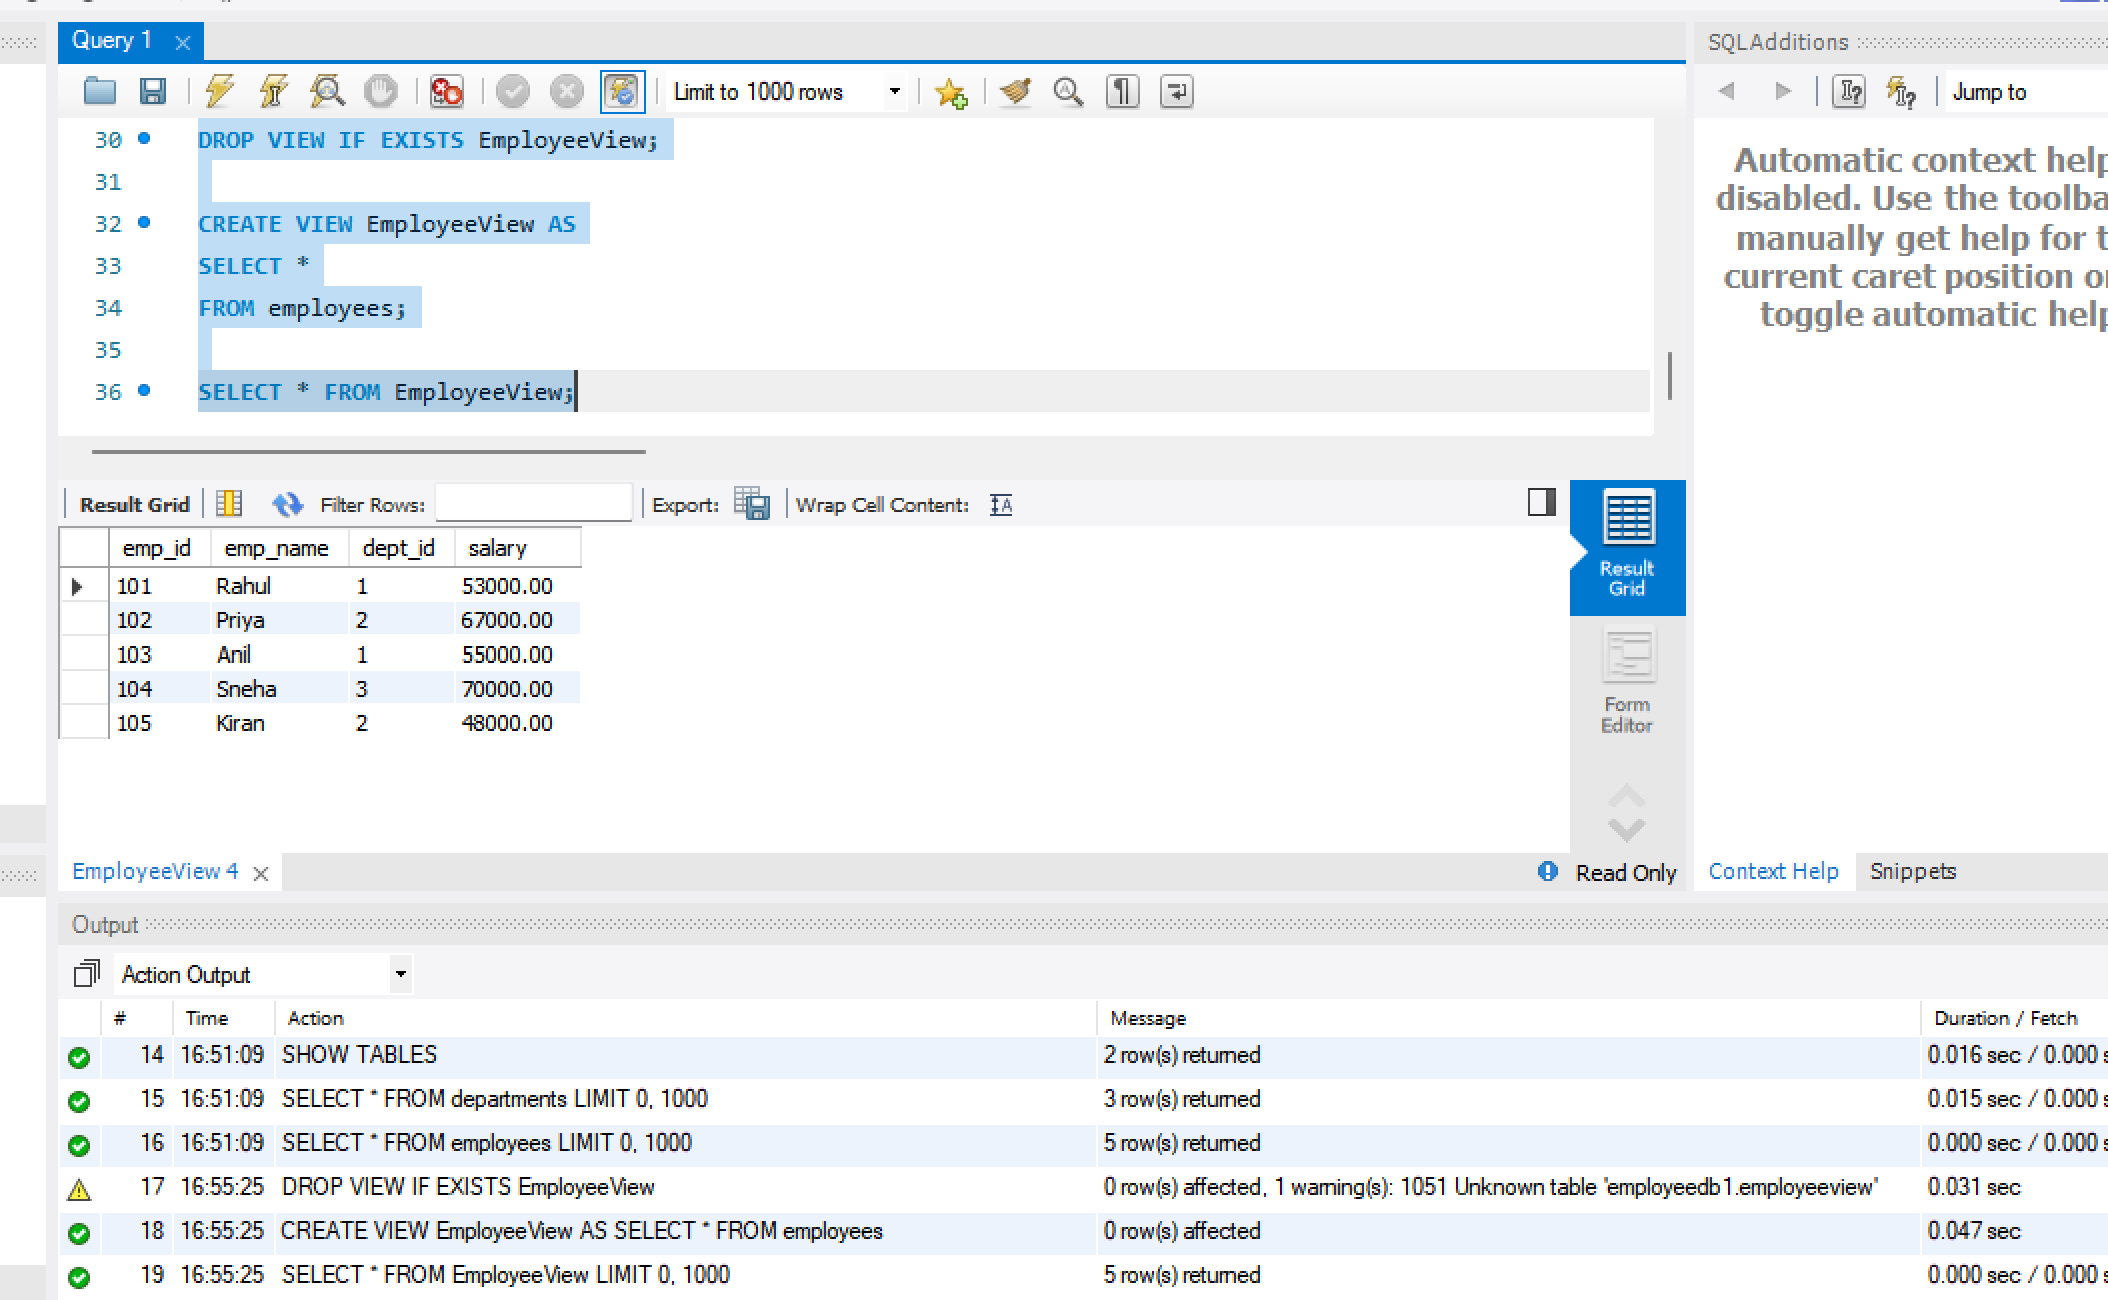 Query 1
SQLAdditions
Limit to 1000 rows
Jump to
30 DROP VIEW IF EXISTS EmployeeView;
31
32 CREATE VIEW EmployeeView AS
33 SELECT *
34 FROM employees;
35
36 SELECT * FROM EmployeeView;
Automatic context help
disabled. Use the toolba
manually get help for t
current caret position o
toggle automatic help
Result Grid Filter Rows: Export: Wrap Cell Content:
emp_id emp_name dept_id salary
101 Rahul 1 53000.00
102 Priya 2 67000.00
103 Anil 1 55000.00
104 Sneha 3 70000.00
105 Kiran 2 48000.00
Result
Grid
Form
Editor
EmployeeView 4
Read Only
Context Help Snippets
Output
Action Output
# Time Action Message Duration / Fetch
14 16:51:09 SHOW TABLES 2 row(s) returned 0.016 sec / 0.000 s
15 16:51:09 SELECT * FROM departments LIMIT 0, 1000 3 row(s) returned 0.015 sec / 0.000 s
16 16:51:09 SELECT * FROM employees LIMIT 0, 1000 5 row(s) returned 0.000 sec / 0.000 s
17 16:55:25 DROP VIEW IF EXISTS EmployeeView 0 row(s) affected, 1 warning(s): 1051 Unknown table 'employeedb1.employeeview' 0.031 sec
18 16:55:25 CREATE VIEW EmployeeView AS SELECT * FROM employees 0 row(s) affected 0.047 sec
19 16:55:25 SELECT * FROM EmployeeView LIMIT 0, 1000 5 row(s) returned 0.000 sec / 0.000 s